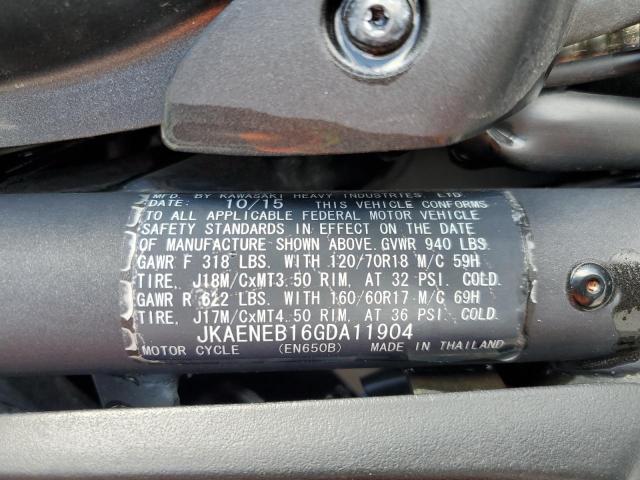 MFD. BY KAWASAKI HEAVY INDUSTRIES LTD
DATE: 10/15 THIS VEHICLE CONFORMS
TO ALL APPLICABLE FEDERAL MOTOR VEHICLE
SAFETY STANDARDS IN EFFECT ON THE DATE
OF MANUFACTURE SHOWN ABOVE. GVWR 940 LBS
GAWR F 318 LBS. WITH 120/70R18 M/C 59H
TIRE, J18M/CxMT3.50 RIM, AT 32 PSI. COLD.
GAWR R 622 LBS. WITH 160/60R17 M/C 69H
TIRE, J17M/CxMT4.50 RIM, AT 36 PSI. COLD.
JKAENEB16GDA11904
MOTOR CYCLE (EN650B) MADE IN THAILAND